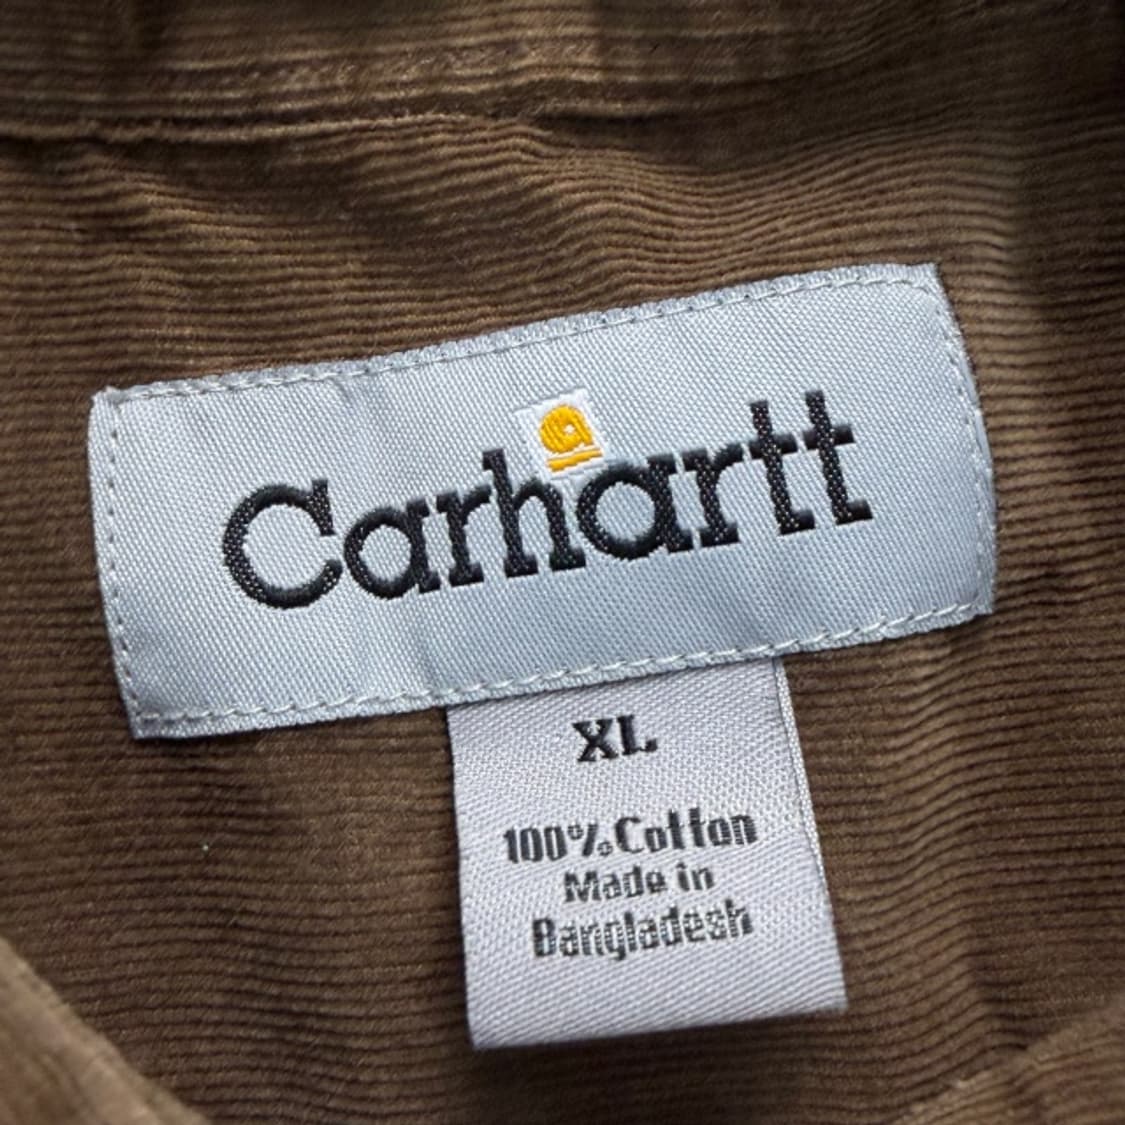 Carhartt
XL
100% Cotton
Made in
Bangladesh